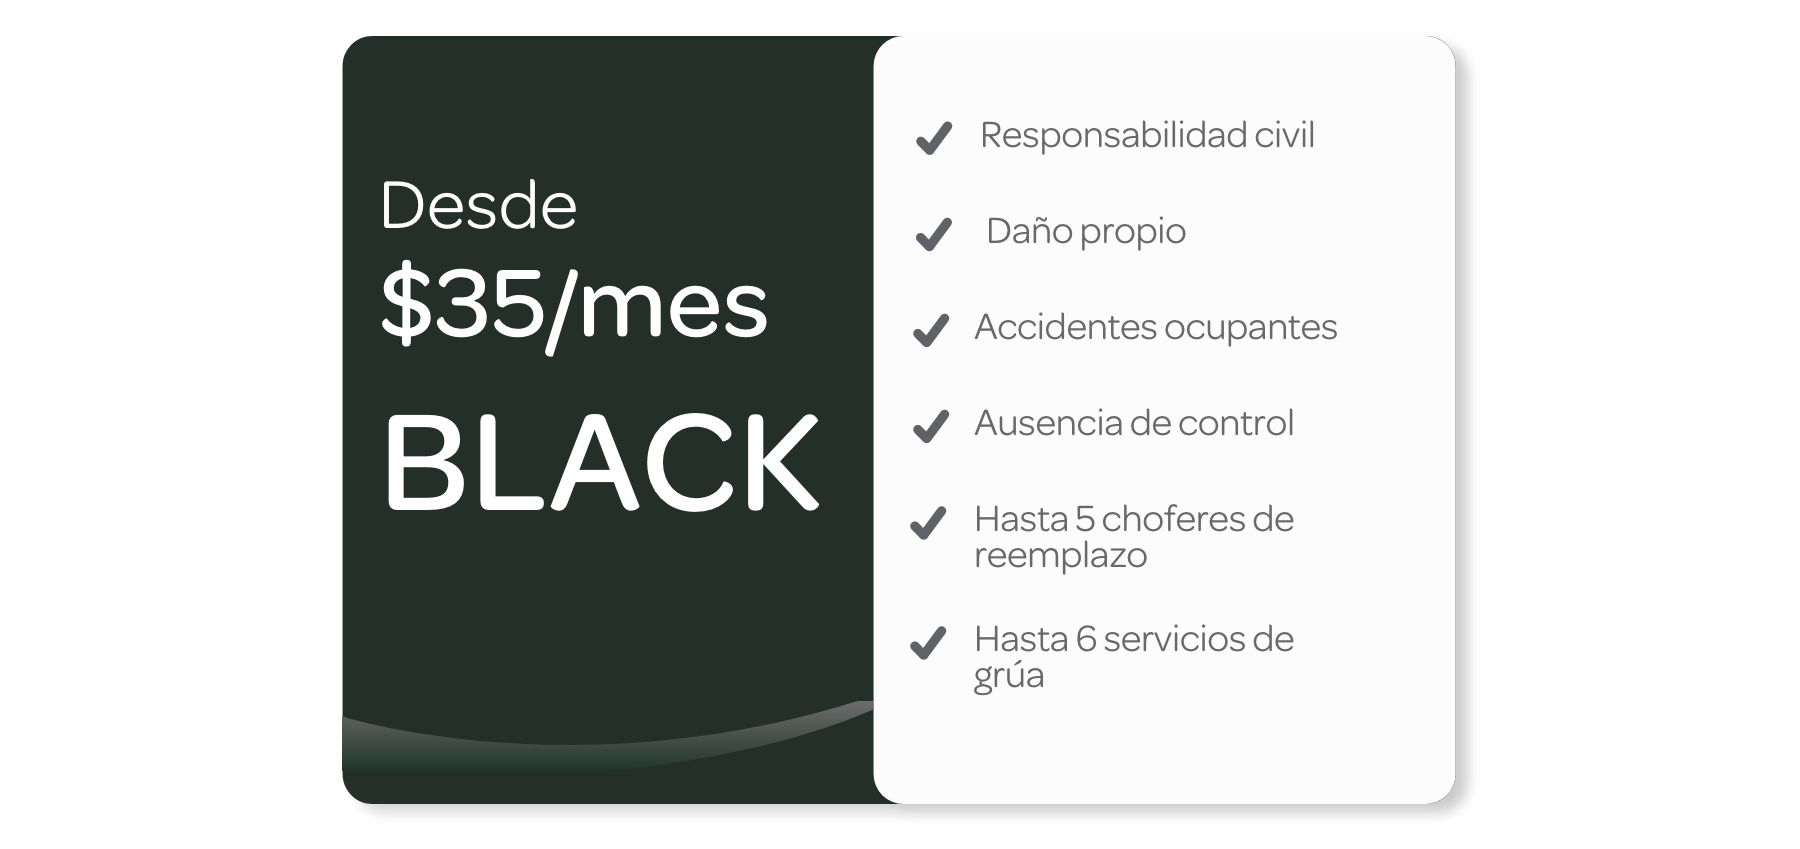 Desde
$35/mes
BLACK
Responsabilidad civil
Daño propio
Accidentes ocupantes
Ausencia de control
Hasta 5 choferes de
reemplazo
Hasta 6 servicios de
grúa